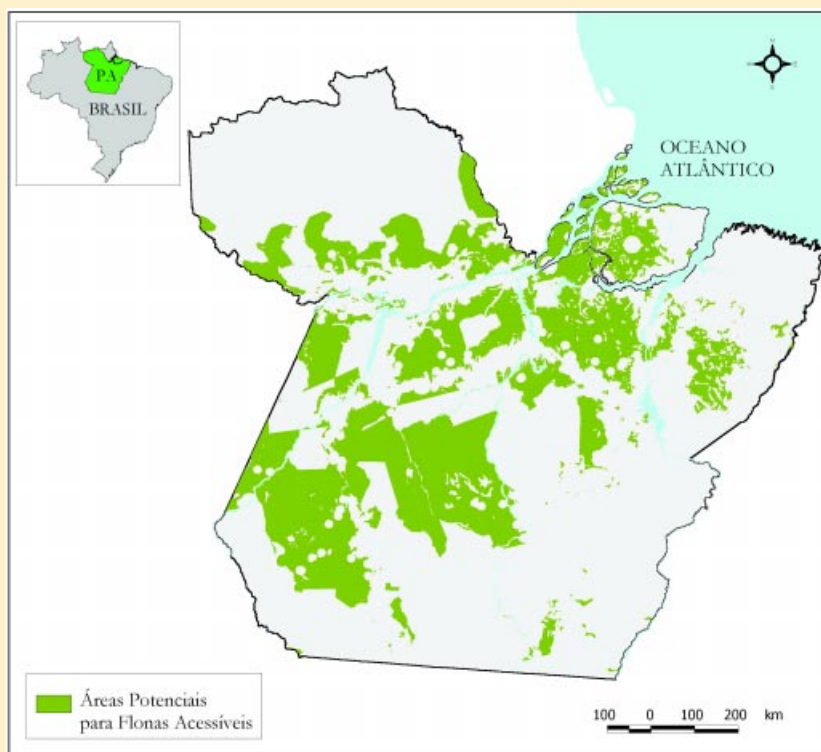 PA
BRASIL
OCEANO
ATLÂNTICO
Áreas Potenciais
para Flonas Acessíveis
100 0 100 200 km